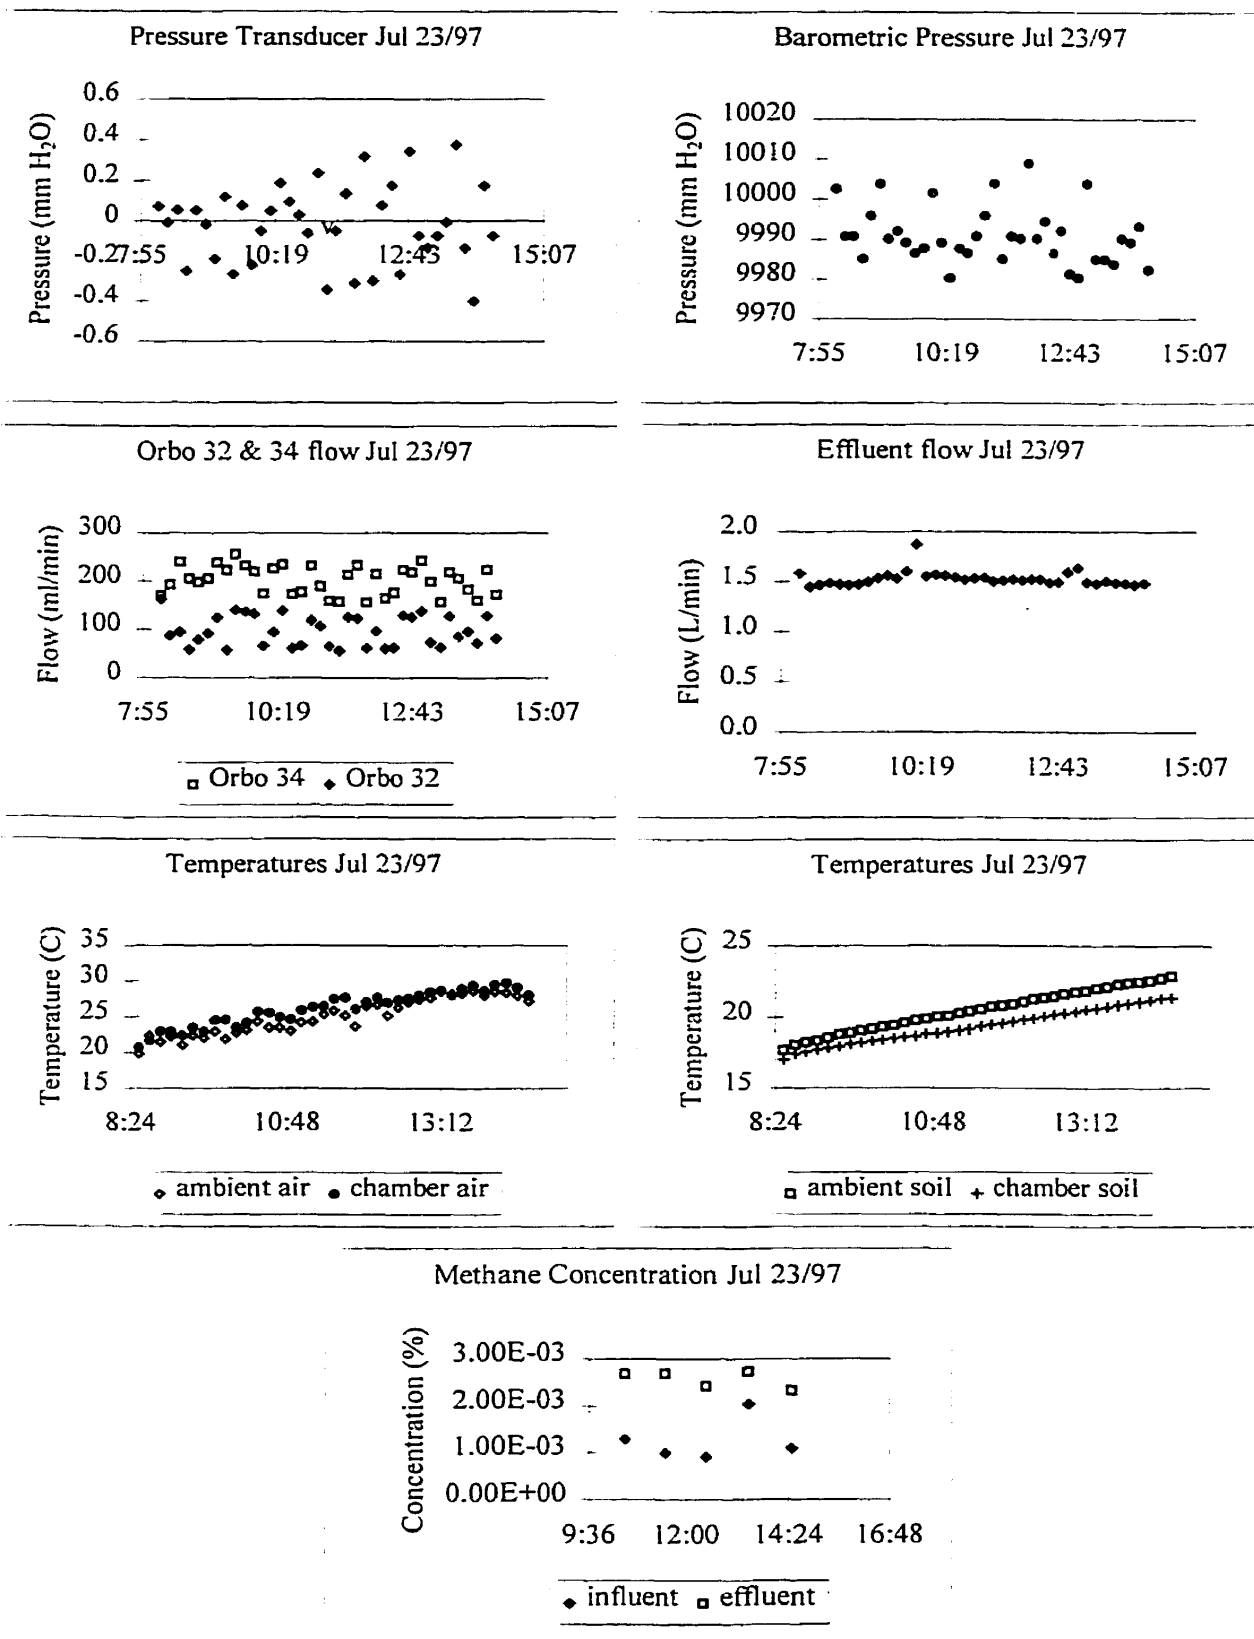 Pressure Transducer Jul 23/97
Pressure (mm H₂O)
0.6
0.4
0.2
0
-0.2
-0.4
-0.6
7:55 10:19 12:43 15:07
Barometric Pressure Jul 23/97
Pressure (mm H₂O)
10020
10010
10000
9990
9980
9970
7:55 10:19 12:43 15:07
Orbo 32 & 34 flow Jul 23/97
Flow (ml/min)
300
200
100
0
7:55 10:19 12:43 15:07
Orbo 34 Orbo 32
Effluent flow Jul 23/97
Flow (L/min)
2.0
1.5
1.0
0.5
0.0
7:55 10:19 12:43 15:07
Temperatures Jul 23/97
Temperature (C)
35
30
25
20
15
8:24 10:48 13:12
ambient air chamber air
Temperatures Jul 23/97
Temperature (C)
25
20
15
8:24 10:48 13:12
ambient soil chamber soil
Methane Concentration Jul 23/97
Concentration (%)
3.00E-03
2.00E-03
1.00E-03
0.00E+00
9:36 12:00 14:24 16:48
influent effluent